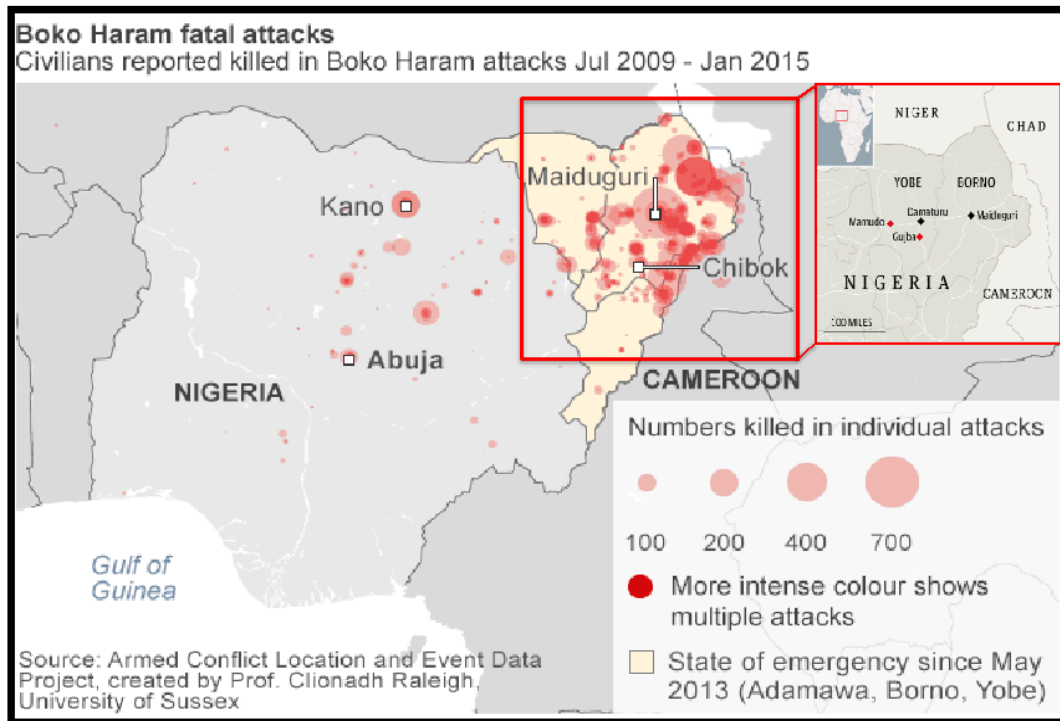 Boko Haram fatal attacks
Civilians reported killed in Boko Haram attacks Jul 2009 - Jan 2015
NIGER
CHAD
YOBE
BORNO
Mamudo
Damaturu
Maiduguri
Gujba
NIGERIA
CAMEROON
100 MILES
Maiduguri
Kano
Chibok
Abuja
NIGERIA
CAMEROON
Numbers killed in individual attacks
100 200 400 700
More intense colour shows
multiple attacks
State of emergency since May
2013 (Adamawa, Borno, Yobe)
Gulf of
Guinea
Source: Armed Conflict Location and Event Data
Project, created by Prof. Clionadh Raleigh,
University of Sussex